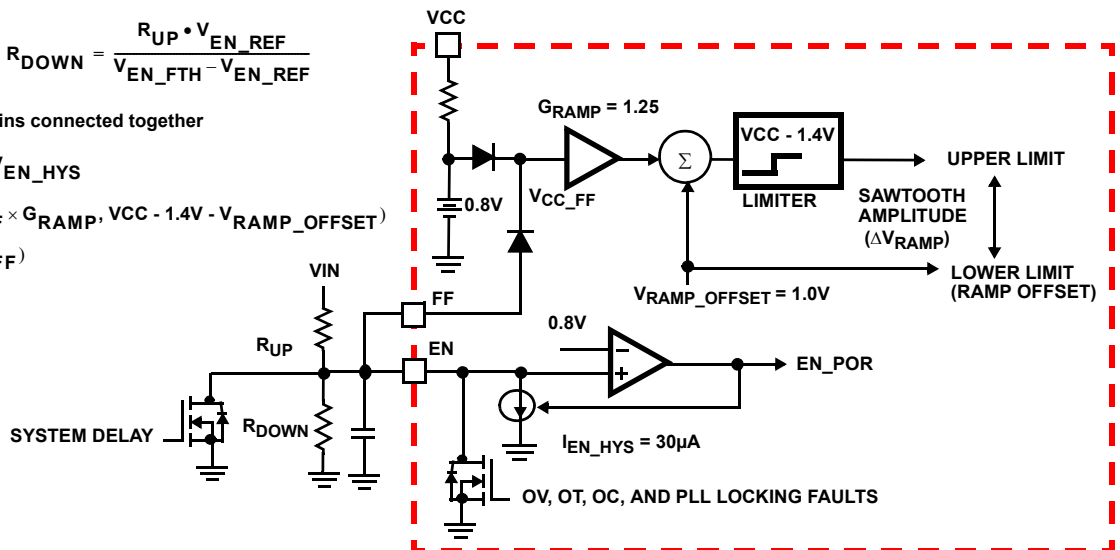 R_DOWN = R_UP • V_EN_REF / V_EN_FTH – V_EN_REF
ins connected together
EN_HYS
× G_RAMP, VCC - 1.4V - V_RAMP_OFFSET)
FF)
VCC
G_RAMP = 1.25
0.8V
V_CC_FF
Σ
VCC - 1.4V
LIMITER
UPPER LIMIT
SAWTOOTH
AMPLITUDE
(ΔV_RAMP)
LOWER LIMIT
(RAMP OFFSET)
V_RAMP_OFFSET = 1.0V
VIN
FF
R_UP
EN
0.8V
EN_POR
SYSTEM DELAY
R_DOWN
I_EN_HYS = 30µA
OV, OT, OC, AND PLL LOCKING FAULTS